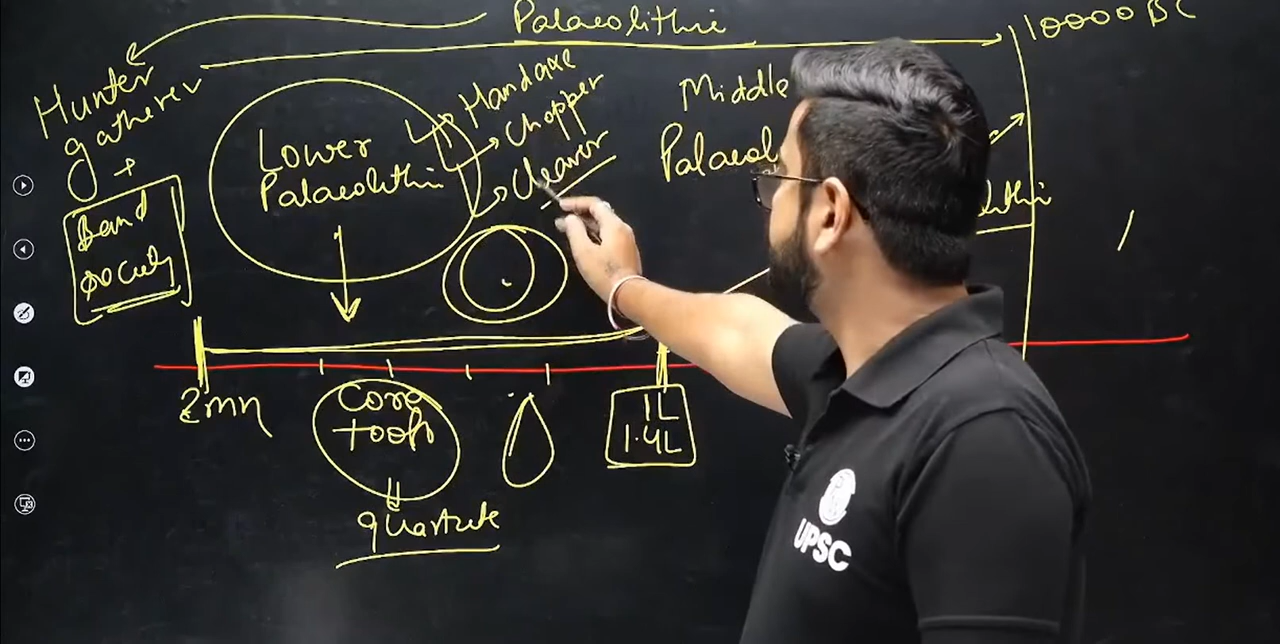 Palaeolithic
10000 BC
Hunter
gatherer
+
Band
society
Lower
Palaeolithic
Handaxe
Chopper
Cleaver
Middle
Palaeol
lithic
2mn
Core
tools
quartzite
1L
1.4L
UPSC